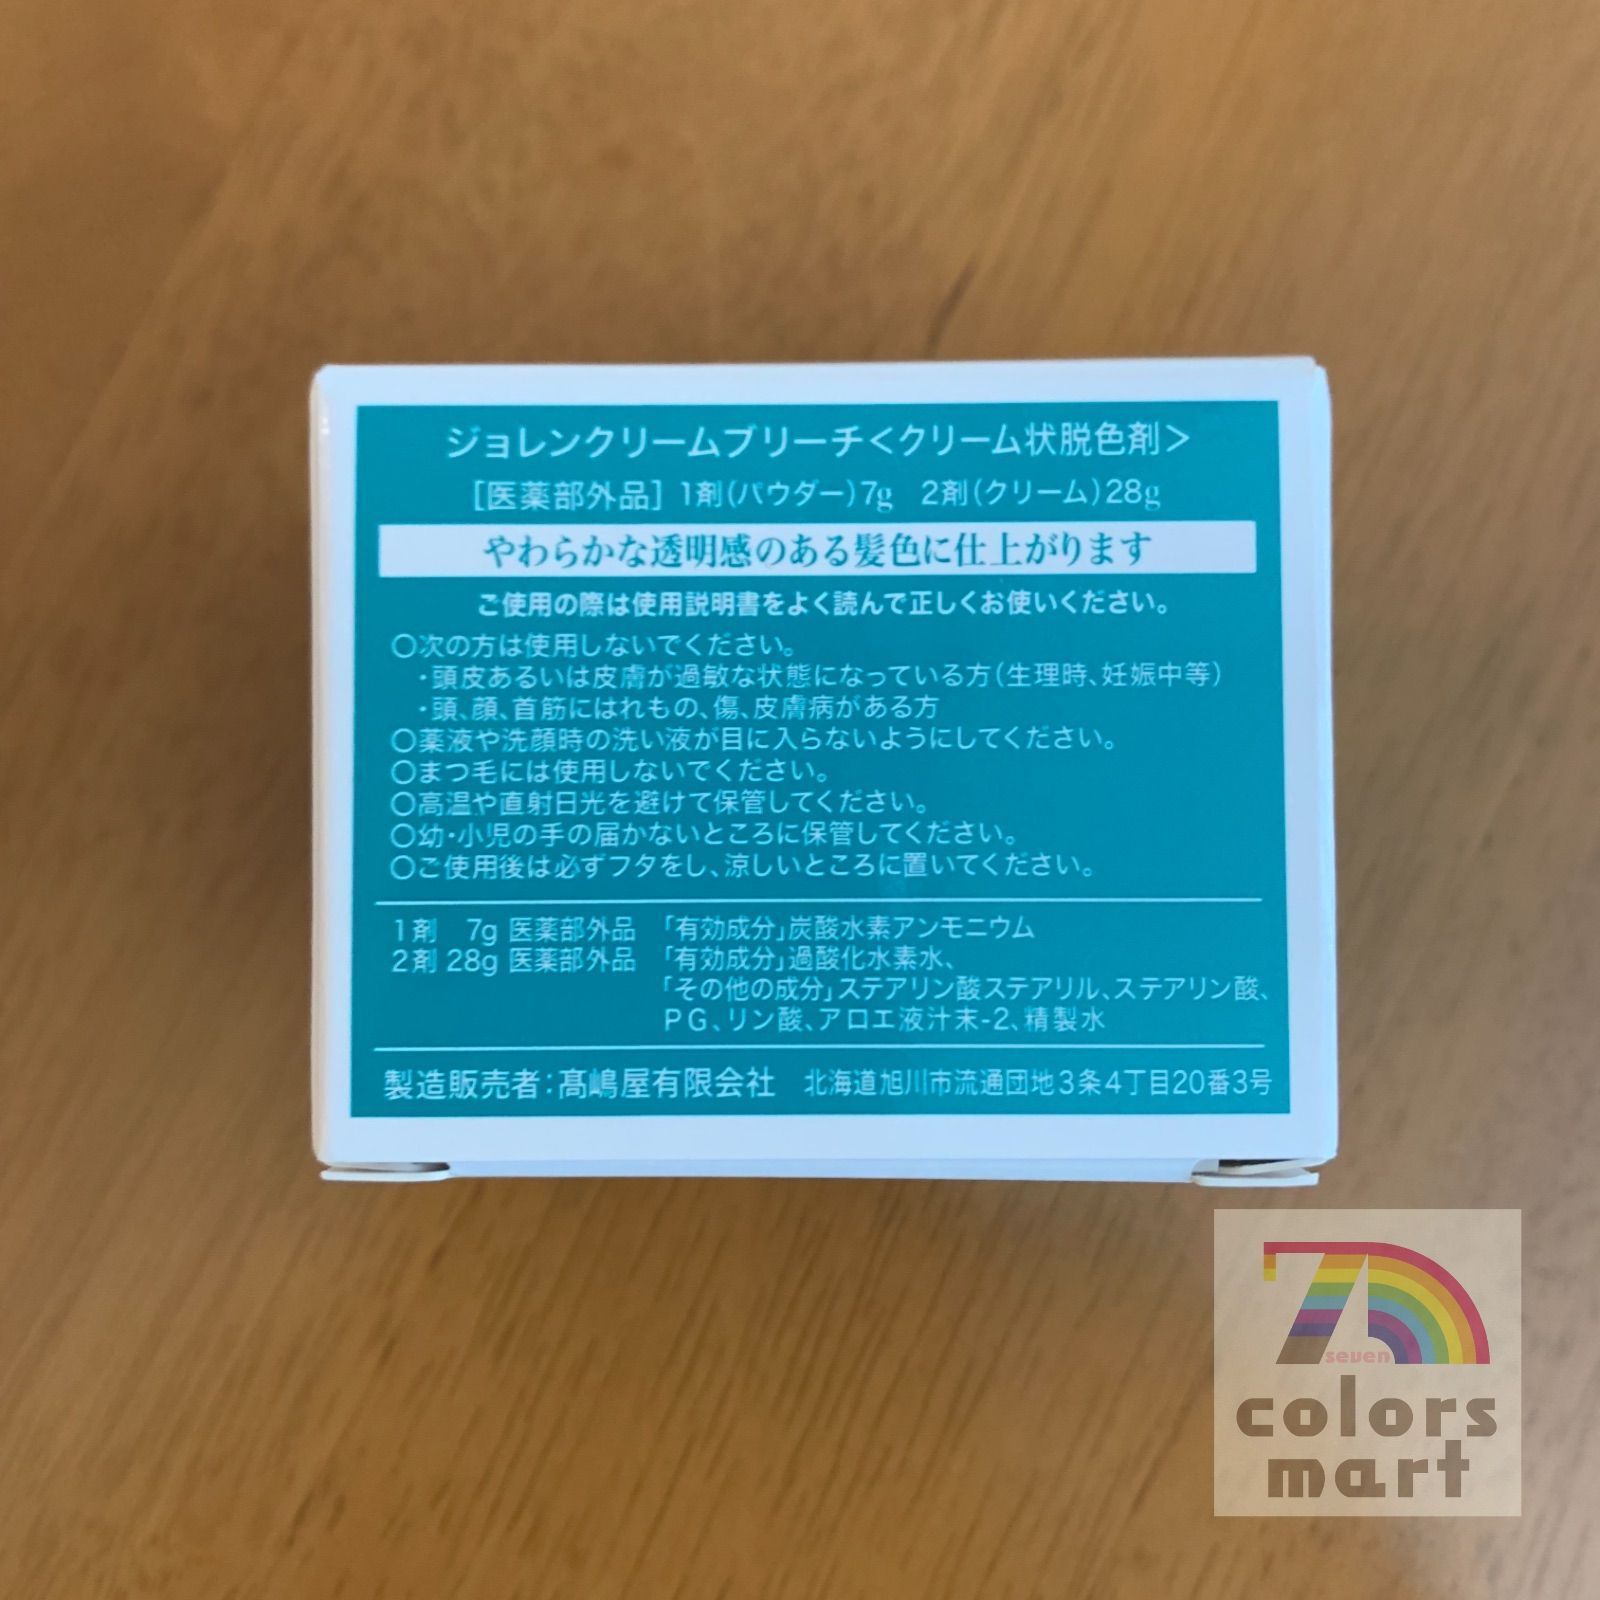 ジョレンクリームブリーチ＜クリーム状脱色剤＞
［医薬部外品］1剤（パウダー）7g　2剤（クリーム）28g
やわらかな透明感のある髪色に仕上がります
ご使用の際は使用説明書をよく読んで正しくお使いください。
○次の方は使用しないでください。
・頭皮あるいは皮膚が過敏な状態になっている方（生理時、妊娠中等）
・頭、顔、首筋にはれもの、傷、皮膚病がある方
○薬液や洗顔時の洗い液が目に入らないようにしてください。
○まつ毛には使用しないでください。
○高温や直射日光を避けて保管してください。
○幼・小児の手の届かないところに保管してください。
○ご使用後は必ずフタをし、涼しいところに置いてください。
1剤　7g 医薬部外品　「有効成分」炭酸水素アンモニウム
2剤 28g 医薬部外品　「有効成分」過酸化水素水、
「その他の成分」ステアリン酸ステアリル、ステアリン酸、
PG、リン酸、アロエ液汁末-2、精製水
製造販売者：髙嶋屋有限会社　北海道旭川市流通団地3条4丁目20番3号
7
seven
colors
mart